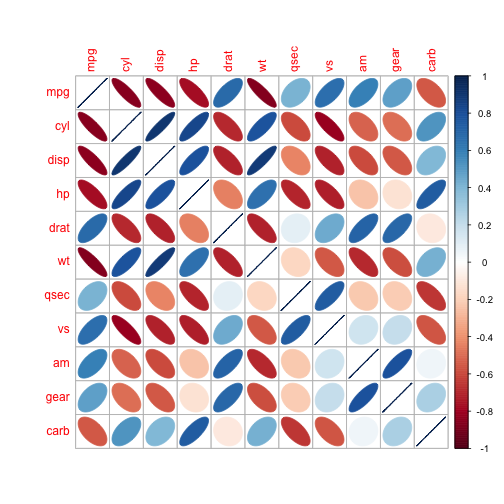 mpg cyl disp hp drat wt qsec vs am gear carb
mpg
cyl
disp
hp
drat
wt
qsec
vs
am
gear
carb
1
0.8
0.6
0.4
0.2
0
-0.2
-0.4
-0.6
-0.8
-1